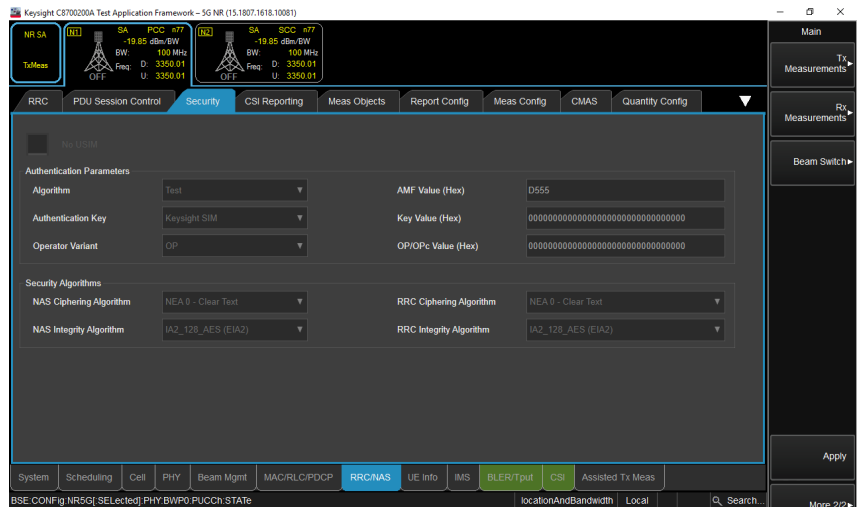 Keysight C8700200A Test Application Framework – 5G NR (15.1807.1618.10081)
NR SA
TxMeas
N1 SA PCC n77
-19.85 dBm/BW
BW: 100 MHz
Freq: D: 3350.01
OFF U: 3350.01
N2 SA SCC n77
-19.85 dBm/BW
BW: 100 MHz
Freq: D: 3350.01
OFF U: 3350.01
RRC PDU Session Control Security CSI Reporting Meas Objects Report Config Meas Config CMAS Quantity Config
No USIM
Authentication Parameters
Algorithm Test AMF Value (Hex) D555
Authentication Key Keysight SIM Key Value (Hex) 00000000000000000000000000000000
Operator Variant OP OP/OPc Value (Hex) 00000000000000000000000000000000
Security Algorithms
NAS Ciphering Algorithm NEA 0 - Clear Text RRC Ciphering Algorithm NEA 0 - Clear Text
NAS Integrity Algorithm IA2_128_AES (EIA2) RRC Integrity Algorithm IA2_128_AES (EIA2)
System Scheduling Cell PHY Beam Mgmt MAC/RLC/PDCP RRC/NAS UE Info IMS BLER/Tput CSI Assisted Tx Meas
BSE:CONFig:NR5G[:SELected]:PHY:BWP0:PUCCh:STATe locationAndBandwidth Local Search...
Main
Tx
Measurements
Rx
Measurements
Beam Switch
Apply
More 2/2